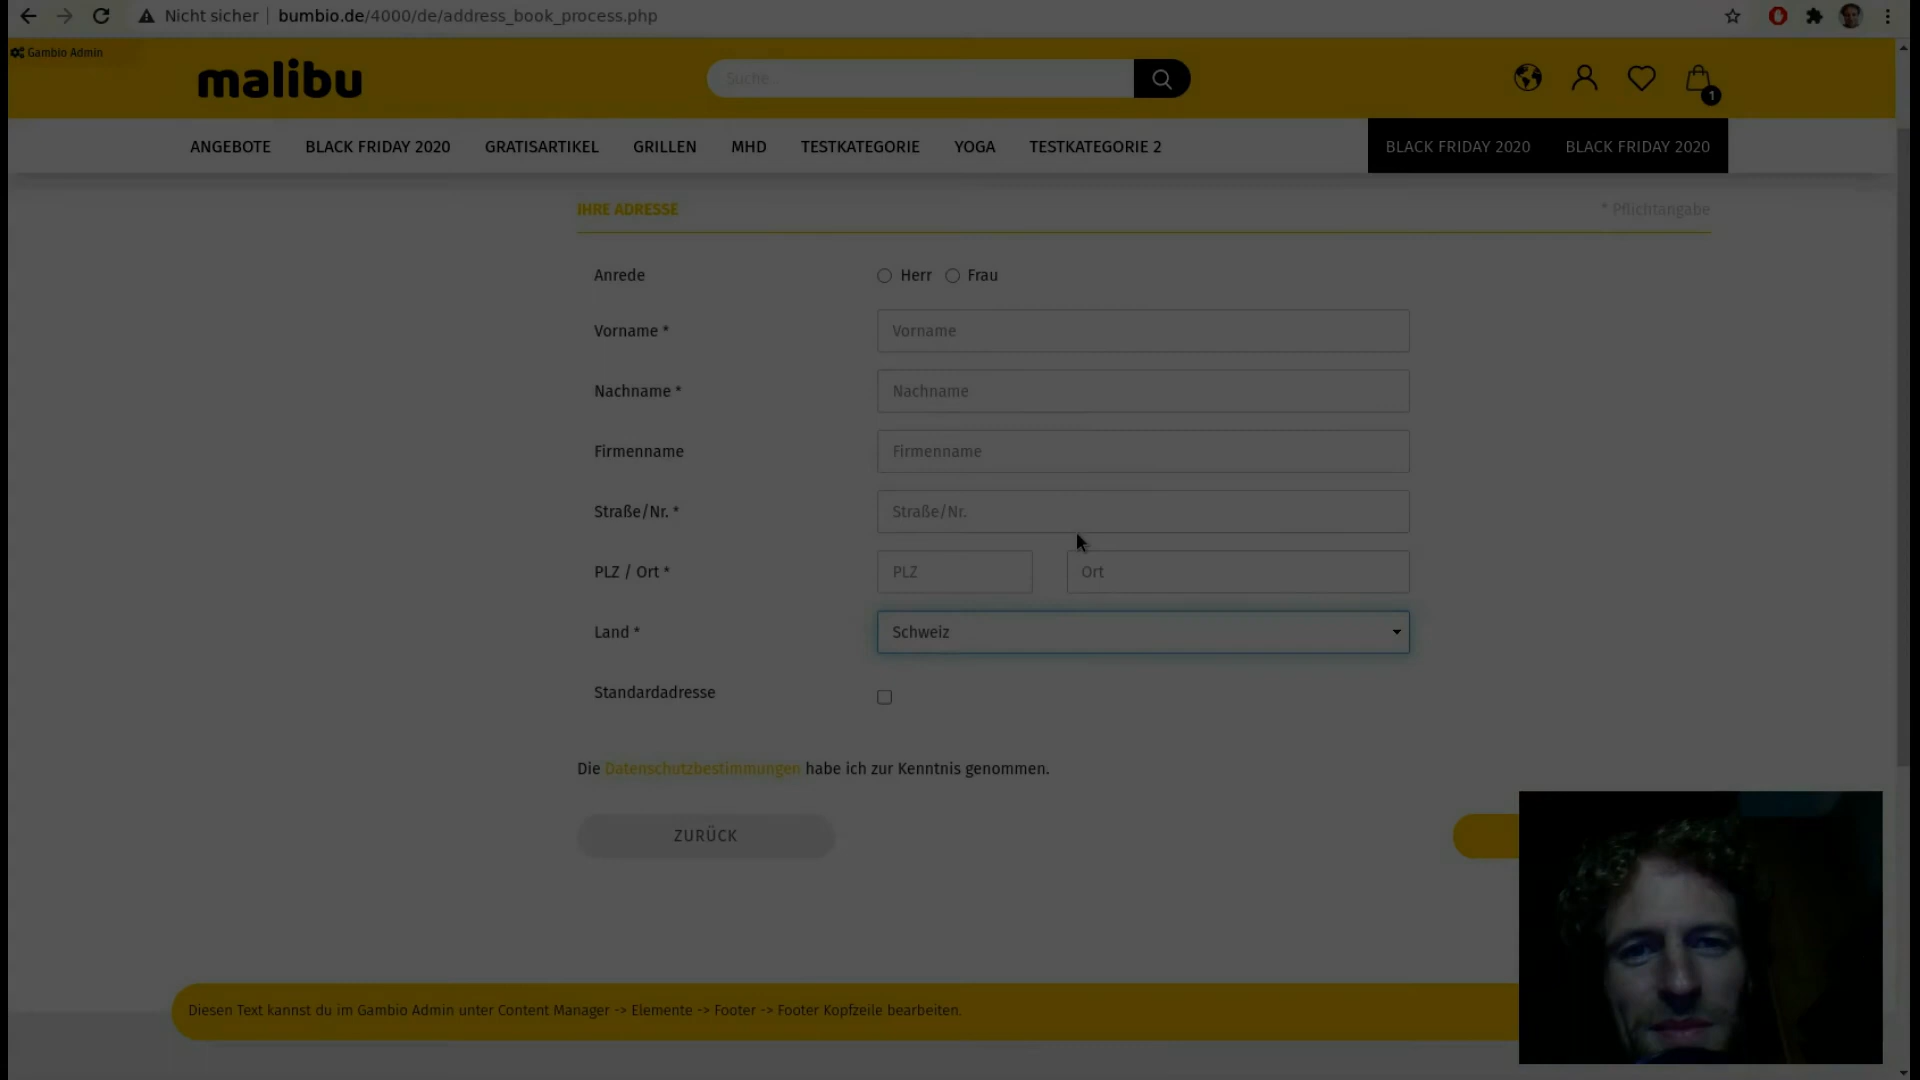 Nicht sicher | bumbio.de/4000/de/address_book_process.php
Gambio Admin
malibu
Suche...
1
ANGEBOTE BLACK FRIDAY 2020 GRATISARTIKEL GRILLEN MHD TESTKATEGORIE YOGA TESTKATEGORIE 2 BLACK FRIDAY 2020 BLACK FRIDAY 2020
IHRE ADRESSE * Pflichtangabe
Anrede Herr Frau
Vorname * Vorname
Nachname * Nachname
Firmenname Firmenname
Straße/Nr. * Straße/Nr.
PLZ / Ort * PLZ Ort
Land * Schweiz
Standardadresse
Die Datenschutzbestimmungen habe ich zur Kenntnis genommen.
ZURÜCK
Diesen Text kannst du im Gambio Admin unter Content Manager -> Elemente -> Footer -> Footer Kopfzeile bearbeiten.